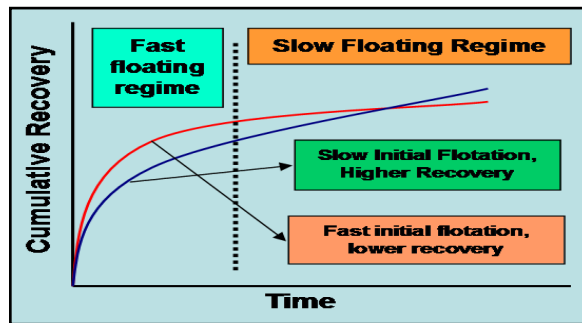 Fast
floating
regime
Slow Floating Regime
Cumulative Recovery
Slow Initial Flotation,
Higher Recovery
Fast initial flotation,
lower recovery
Time